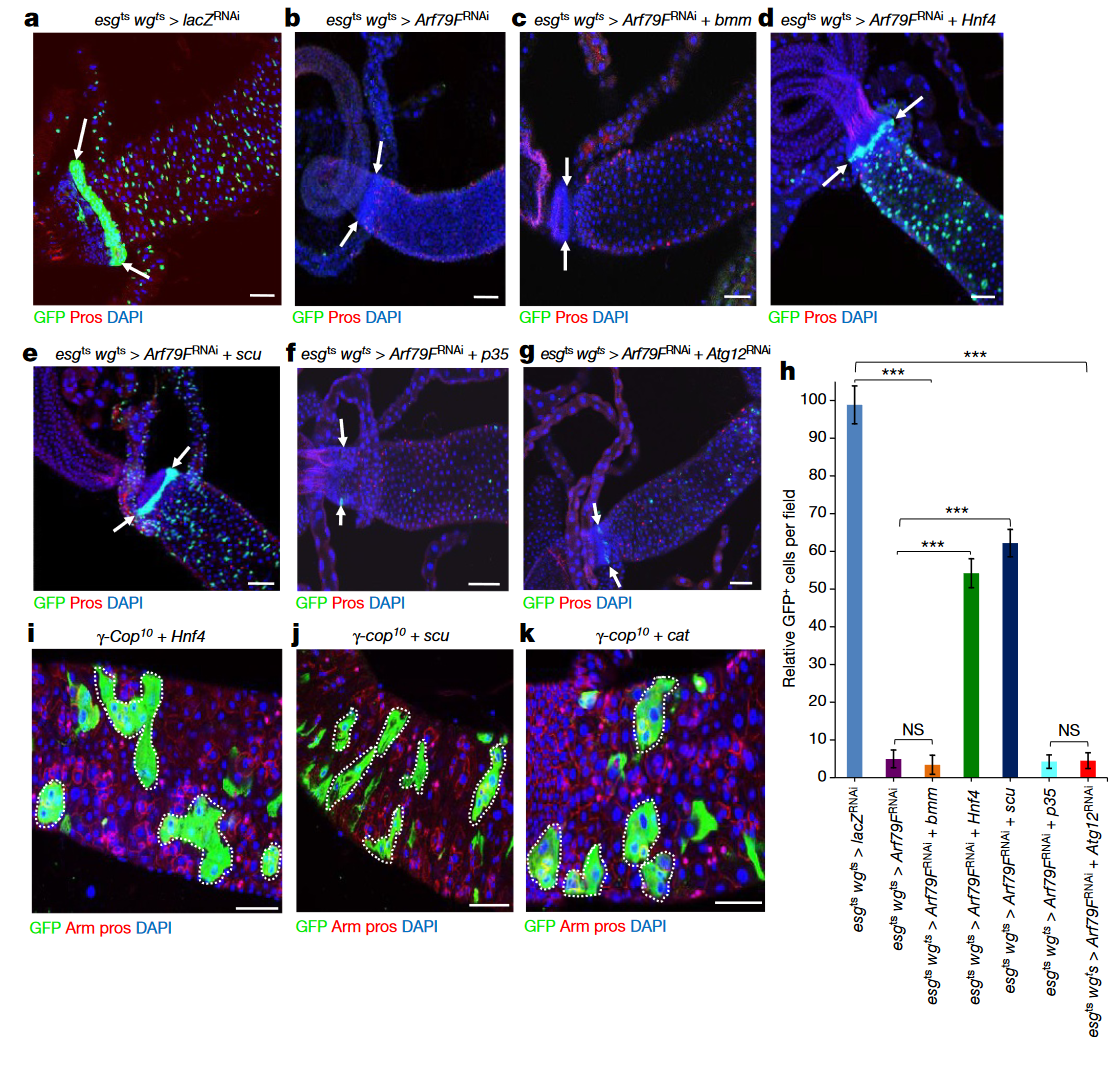 a esg^ts wg^ts > lacZ^RNAi
b esg^ts wg^ts > Arf79F^RNAi
c esg^ts wg^ts > Arf79F^RNAi + bmm
d esg^ts wg^ts > Arf79F^RNAi + Hnf4
GFP Pros DAPI
GFP Pros DAPI
GFP Pros DAPI
GFP Pros DAPI
e esg^ts wg^ts > Arf79F^RNAi + scu
f esg^ts wg^ts > Arf79F^RNAi + p35
g esg^ts wg^ts > Arf79F^RNAi + Atg12^RNAi
GFP Pros DAPI
GFP Pros DAPI
GFP Pros DAPI
h
***
***
***
***
NS
NS
Relative GFP⁺ cells per field
100
90
80
70
60
50
40
30
20
10
0
esg^ts wg^ts > lacZ^RNAi
esg^ts wg^ts > Arf79F^RNAi
esg^ts wg^ts > Arf79F^RNAi + bmm
esg^ts wg^ts > Arf79F^RNAi + Hnf4
esg^ts wg^ts > Arf79F^RNAi + scu
esg^ts wg^ts > Arf79F^RNAi + p35
esg^ts wg^ts > Arf79F^RNAi + Atg12^RNAi
i γ-Cop^10 + Hnf4
j γ-cop^10 + scu
k γ-cop^10 + cat
GFP Arm pros DAPI
GFP Arm pros DAPI
GFP Arm pros DAPI